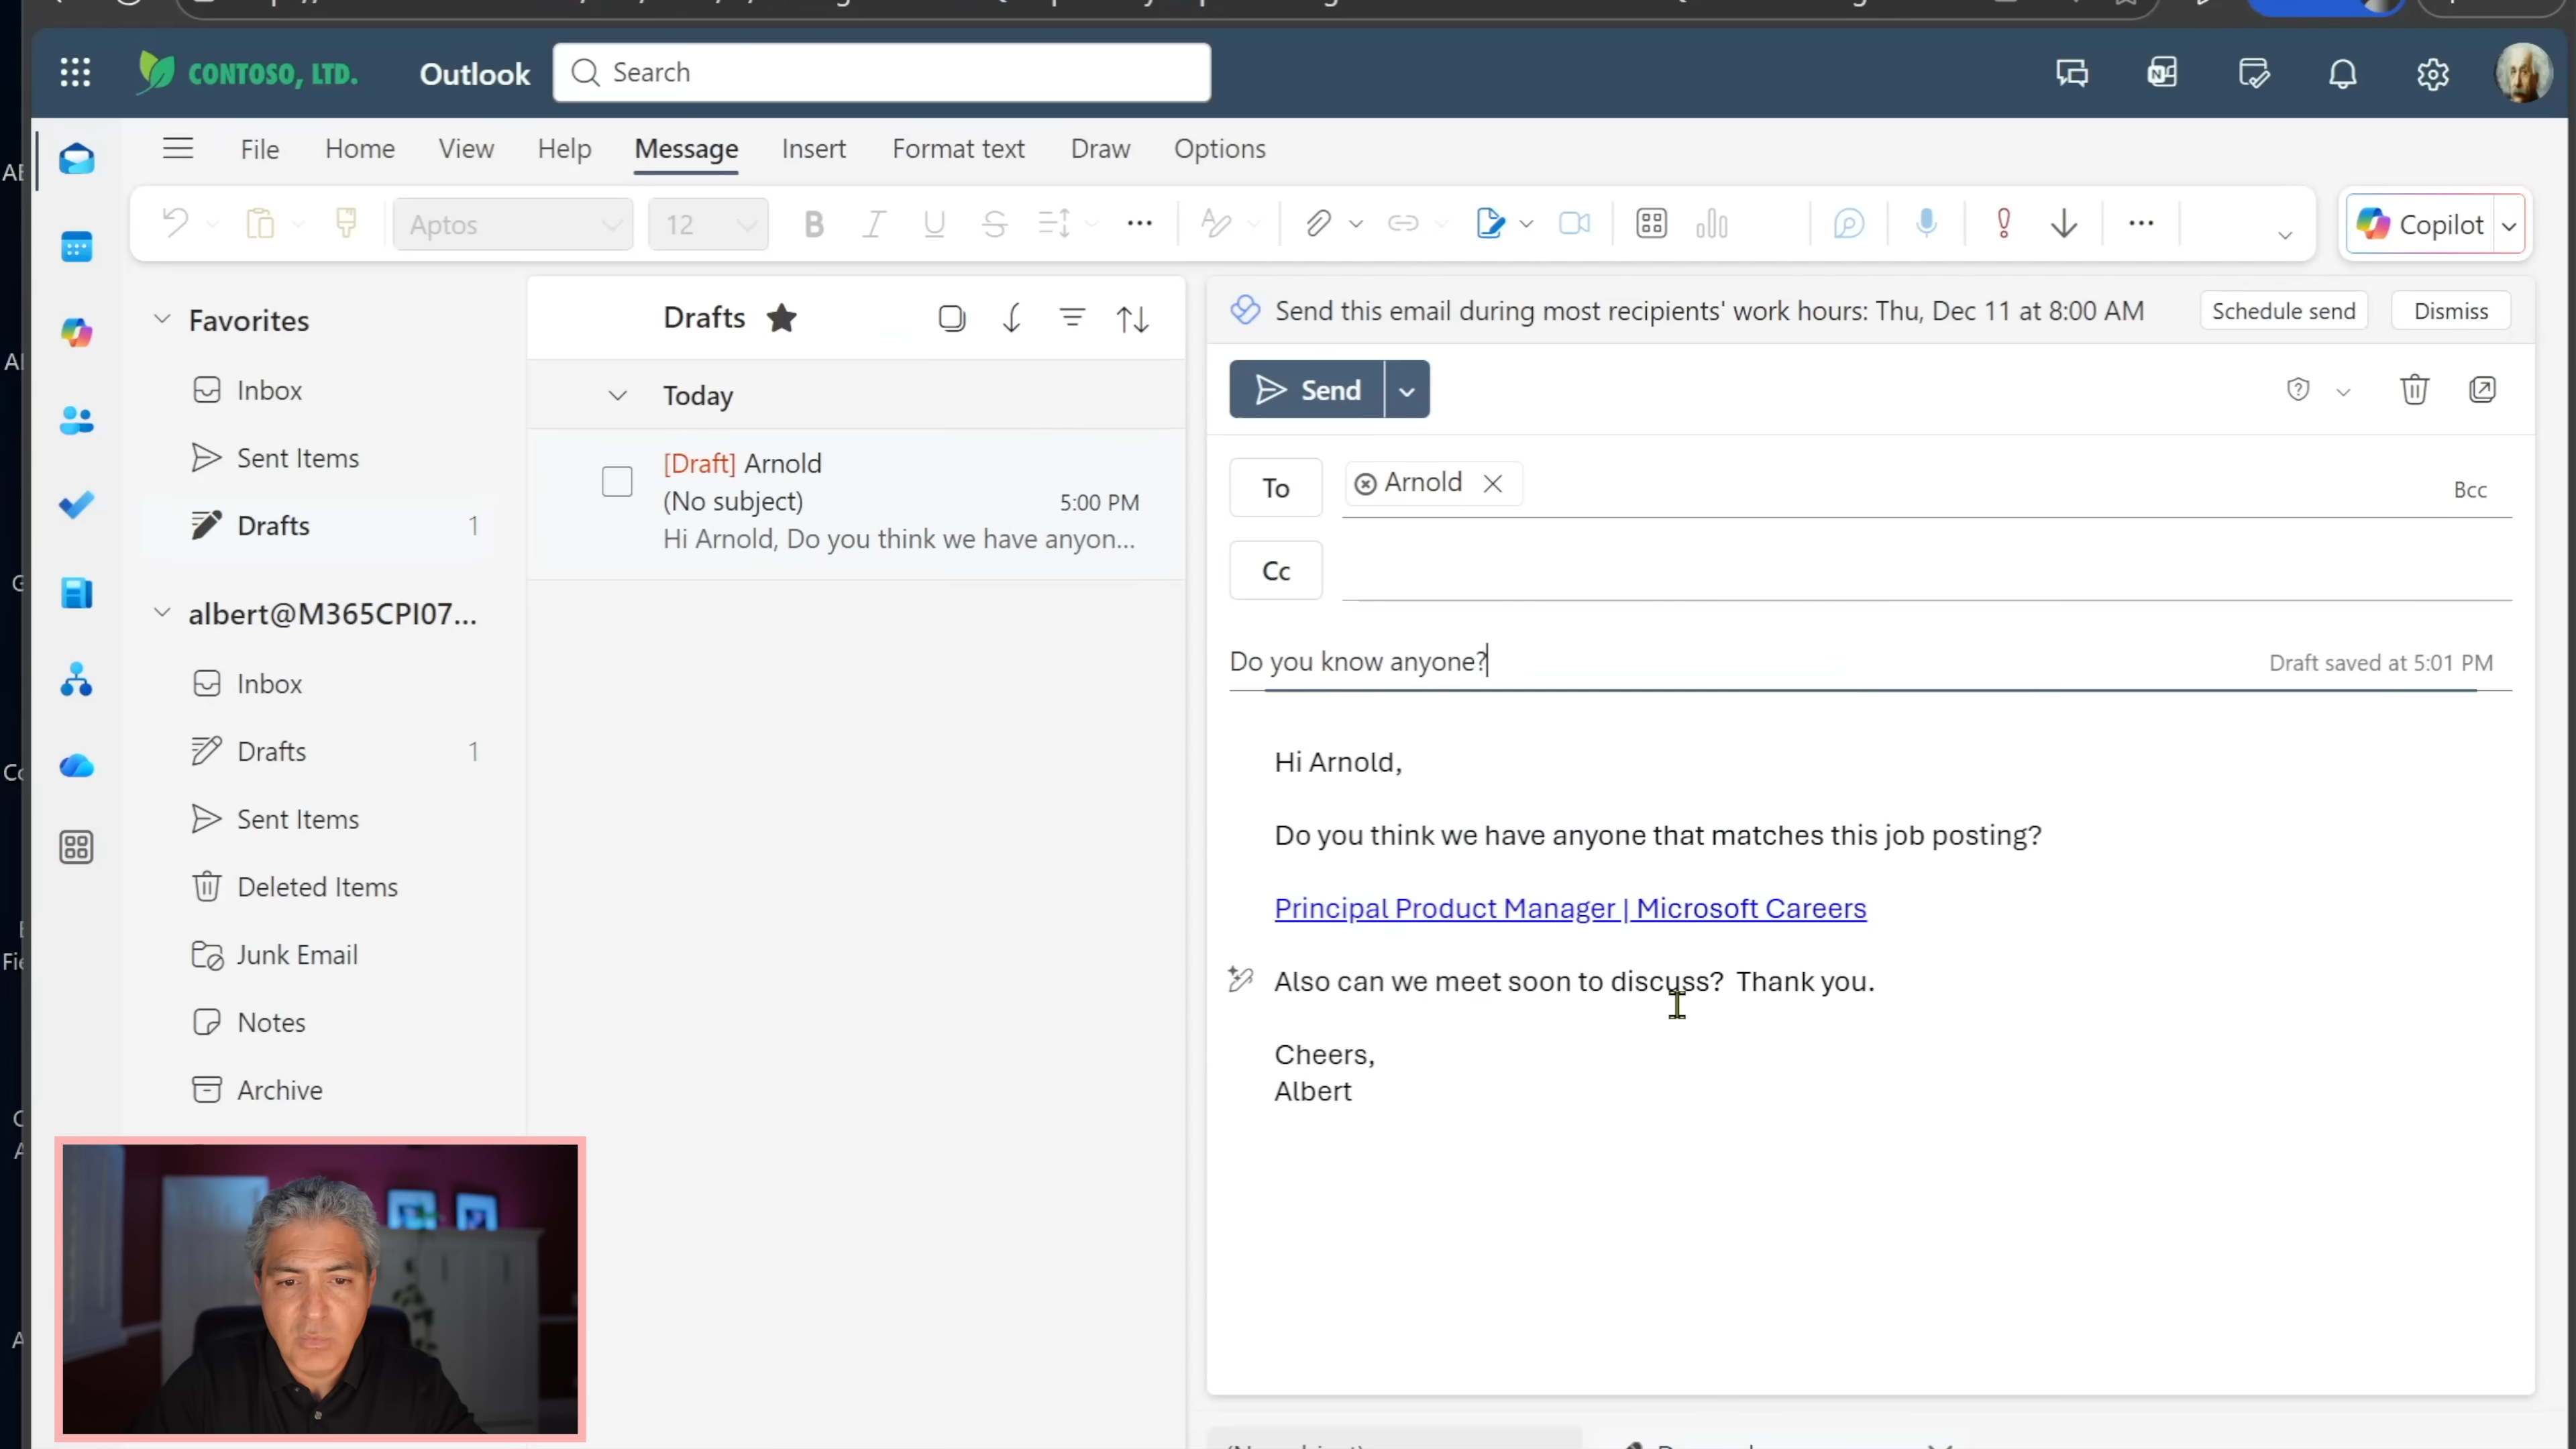 CONTOSO, LTD.
Outlook
Search
File
Home
View
Help
Message
Insert
Format text
Draw
Options
Aptos
12
Copilot
Favorites
Inbox
Sent Items
Drafts 1
albert@M365CPI07...
Inbox
Drafts 1
Sent Items
Deleted Items
Junk Email
Notes
Archive
Drafts
Today
[Draft] Arnold
(No subject) 5:00 PM
Hi Arnold, Do you think we have anyon...
Send this email during most recipients' work hours: Thu, Dec 11 at 8:00 AM
Schedule send
Dismiss
Send
To
Arnold
Bcc
Cc
Do you know anyone?
Draft saved at 5:01 PM
Hi Arnold,
Do you think we have anyone that matches this job posting?
Principal Product Manager | Microsoft Careers
Also can we meet soon to discuss?  Thank you.
Cheers,
Albert